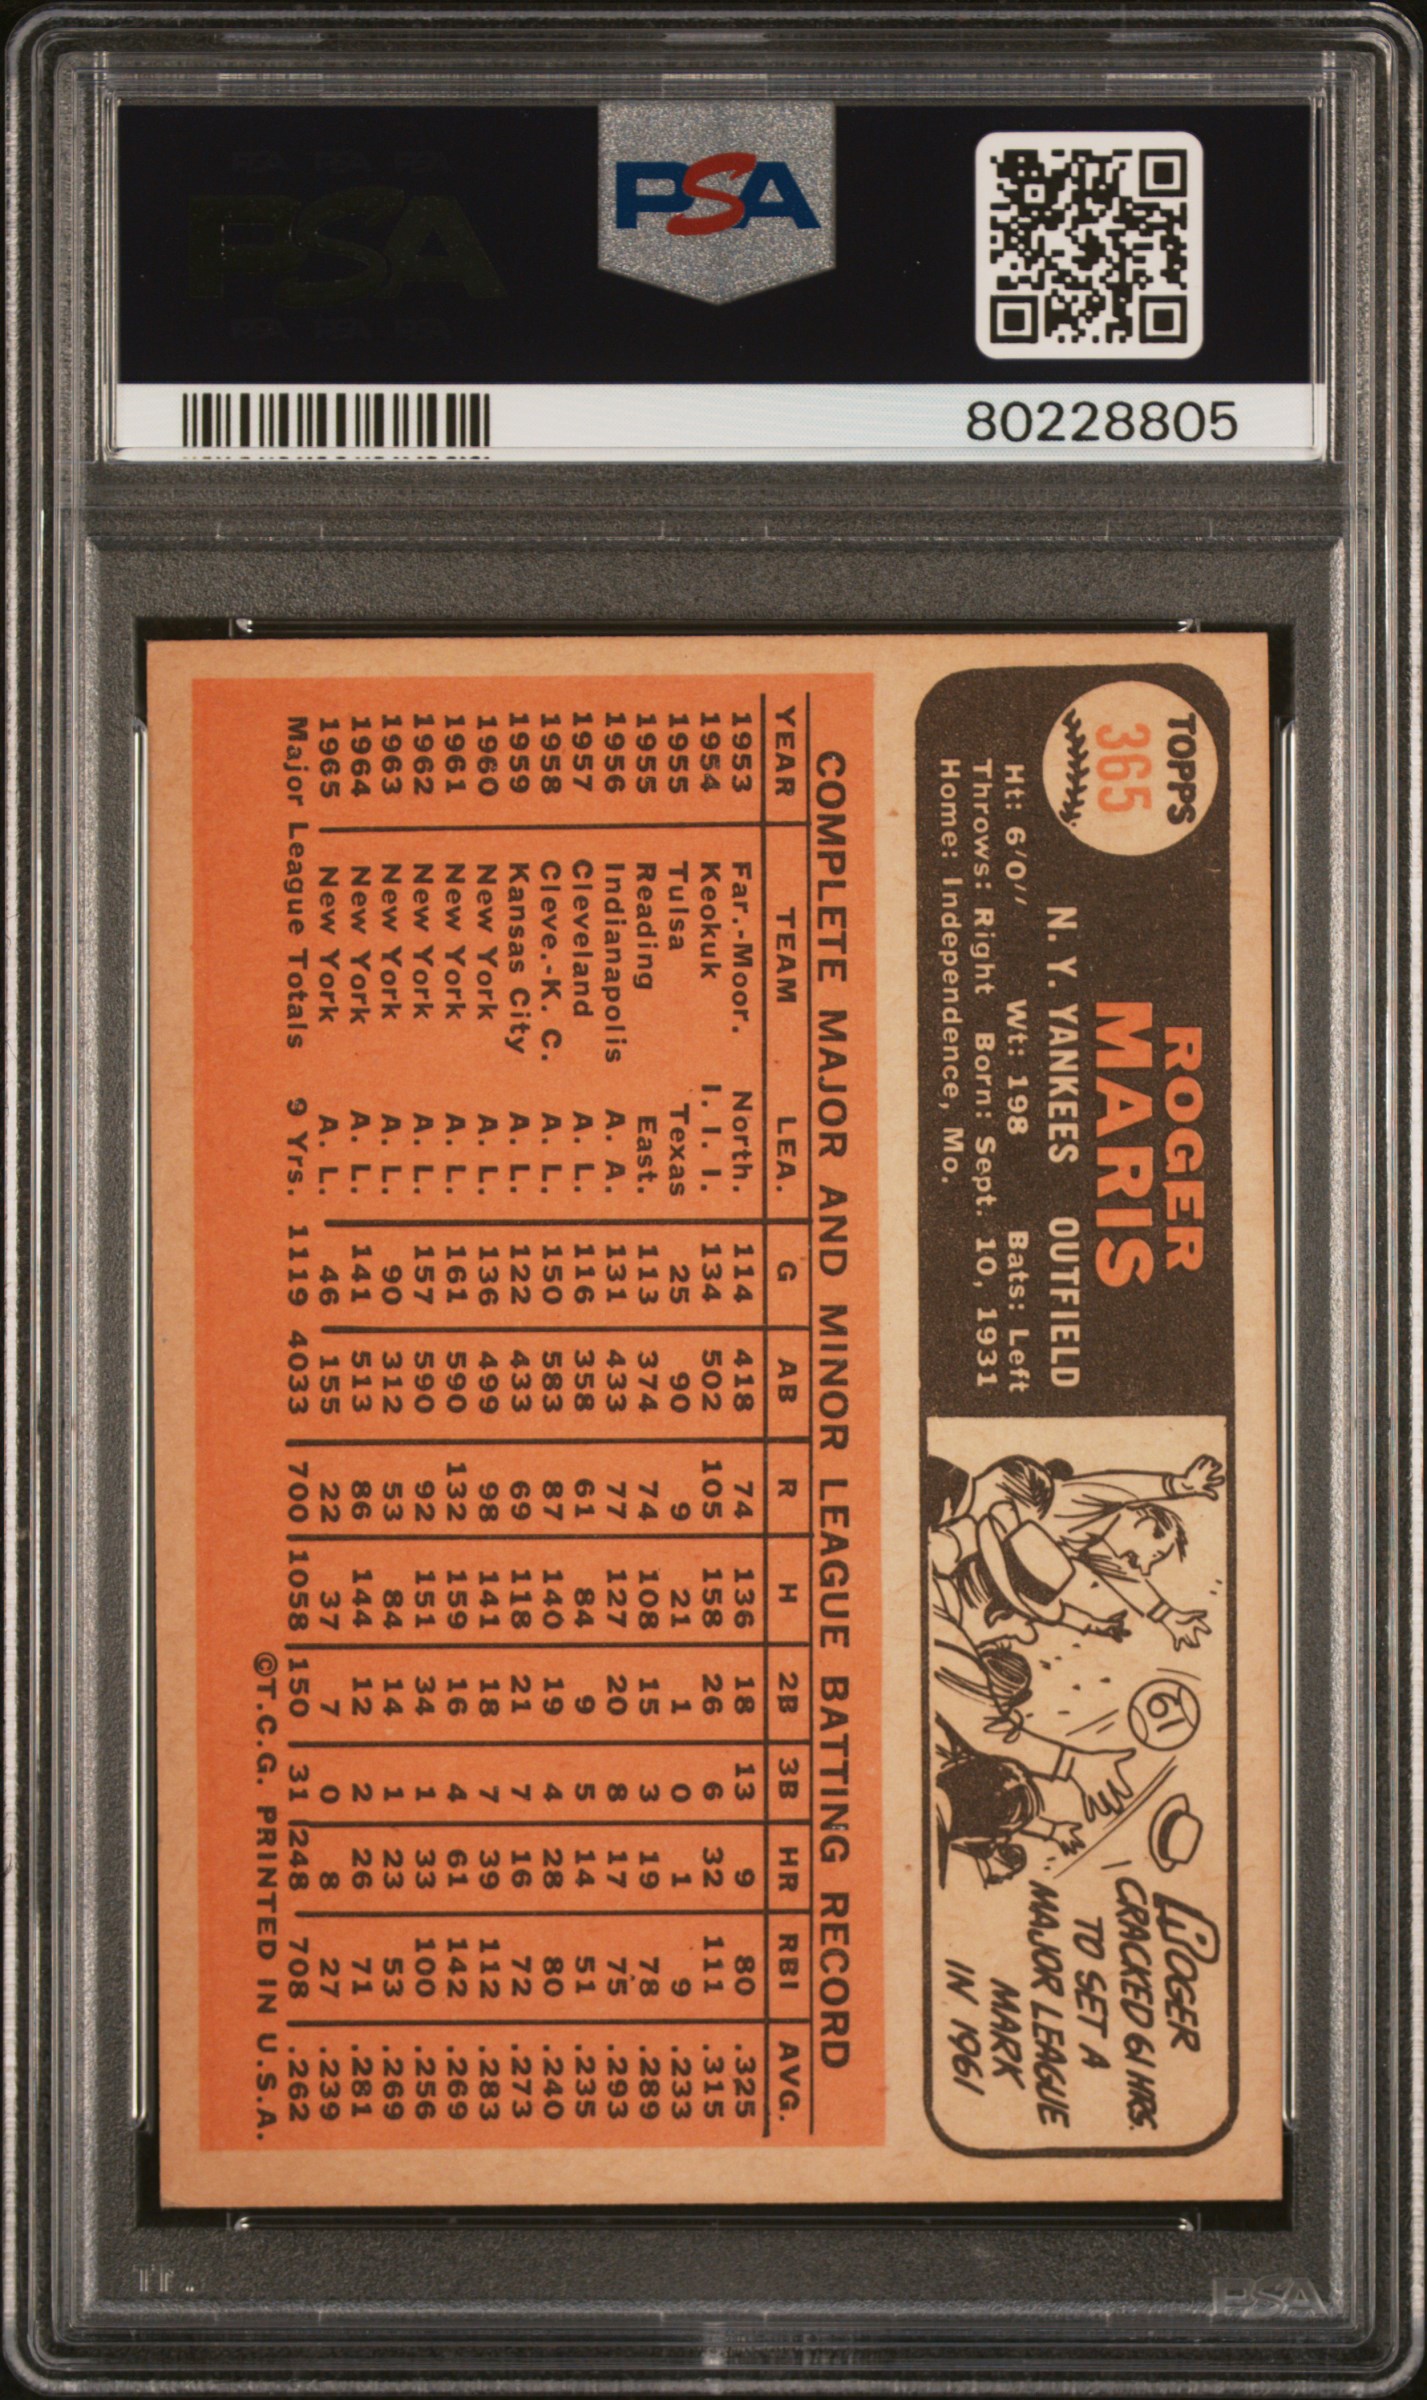 PSA
PSA
80228805
TOPPS
365
ROGER
MARIS
N. Y. YANKEES OUTFIELD
Ht: 6'0'' Wt: 198 Bats: Left
Throws: Right Born: Sept. 10, 1931
Home: Independence, Mo.
61
ROGER
CRACKED 61 HRS.
TO SET A
MAJOR LEAGUE
MARK
IN 1961
COMPLETE MAJOR AND MINOR LEAGUE BATTING RECORD
YEAR TEAM LEA. G AB R H 2B 3B HR RBI AVG.
1953 Far.-Moor. North. 114 418 74 136 18 13 9 80 .325
1954 Keokuk I. I. I. 134 502 105 158 26 6 32 111 .315
1955 Tulsa Texas 25 90 9 21 1 0 1 9 .233
1955 Reading East. 113 374 74 108 15 3 19 78 .289
1956 Indianapolis A. A. 131 433 77 127 20 8 17 75 .293
1957 Cleveland A. L. 116 358 61 84 9 5 14 51 .235
1958 Cleve.-K. C. A. L. 150 583 87 140 19 4 28 80 .240
1959 Kansas City A. L. 122 433 69 118 21 7 16 72 .273
1960 New York A. L. 136 499 98 141 18 7 39 112 .283
1961 New York A. L. 161 590 132 159 16 4 61 142 .269
1962 New York A. L. 157 590 92 151 34 1 33 100 .256
1963 New York A. L. 90 312 53 84 14 1 23 53 .269
1964 New York A. L. 141 513 86 144 12 2 26 71 .281
1965 New York A. L. 46 155 22 37 7 0 8 27 .239
Major League Totals 9 Yrs. 1119 4033 700 1058 150 31 248 708 .262
©T.C.G. PRINTED IN U.S.A.
PSA